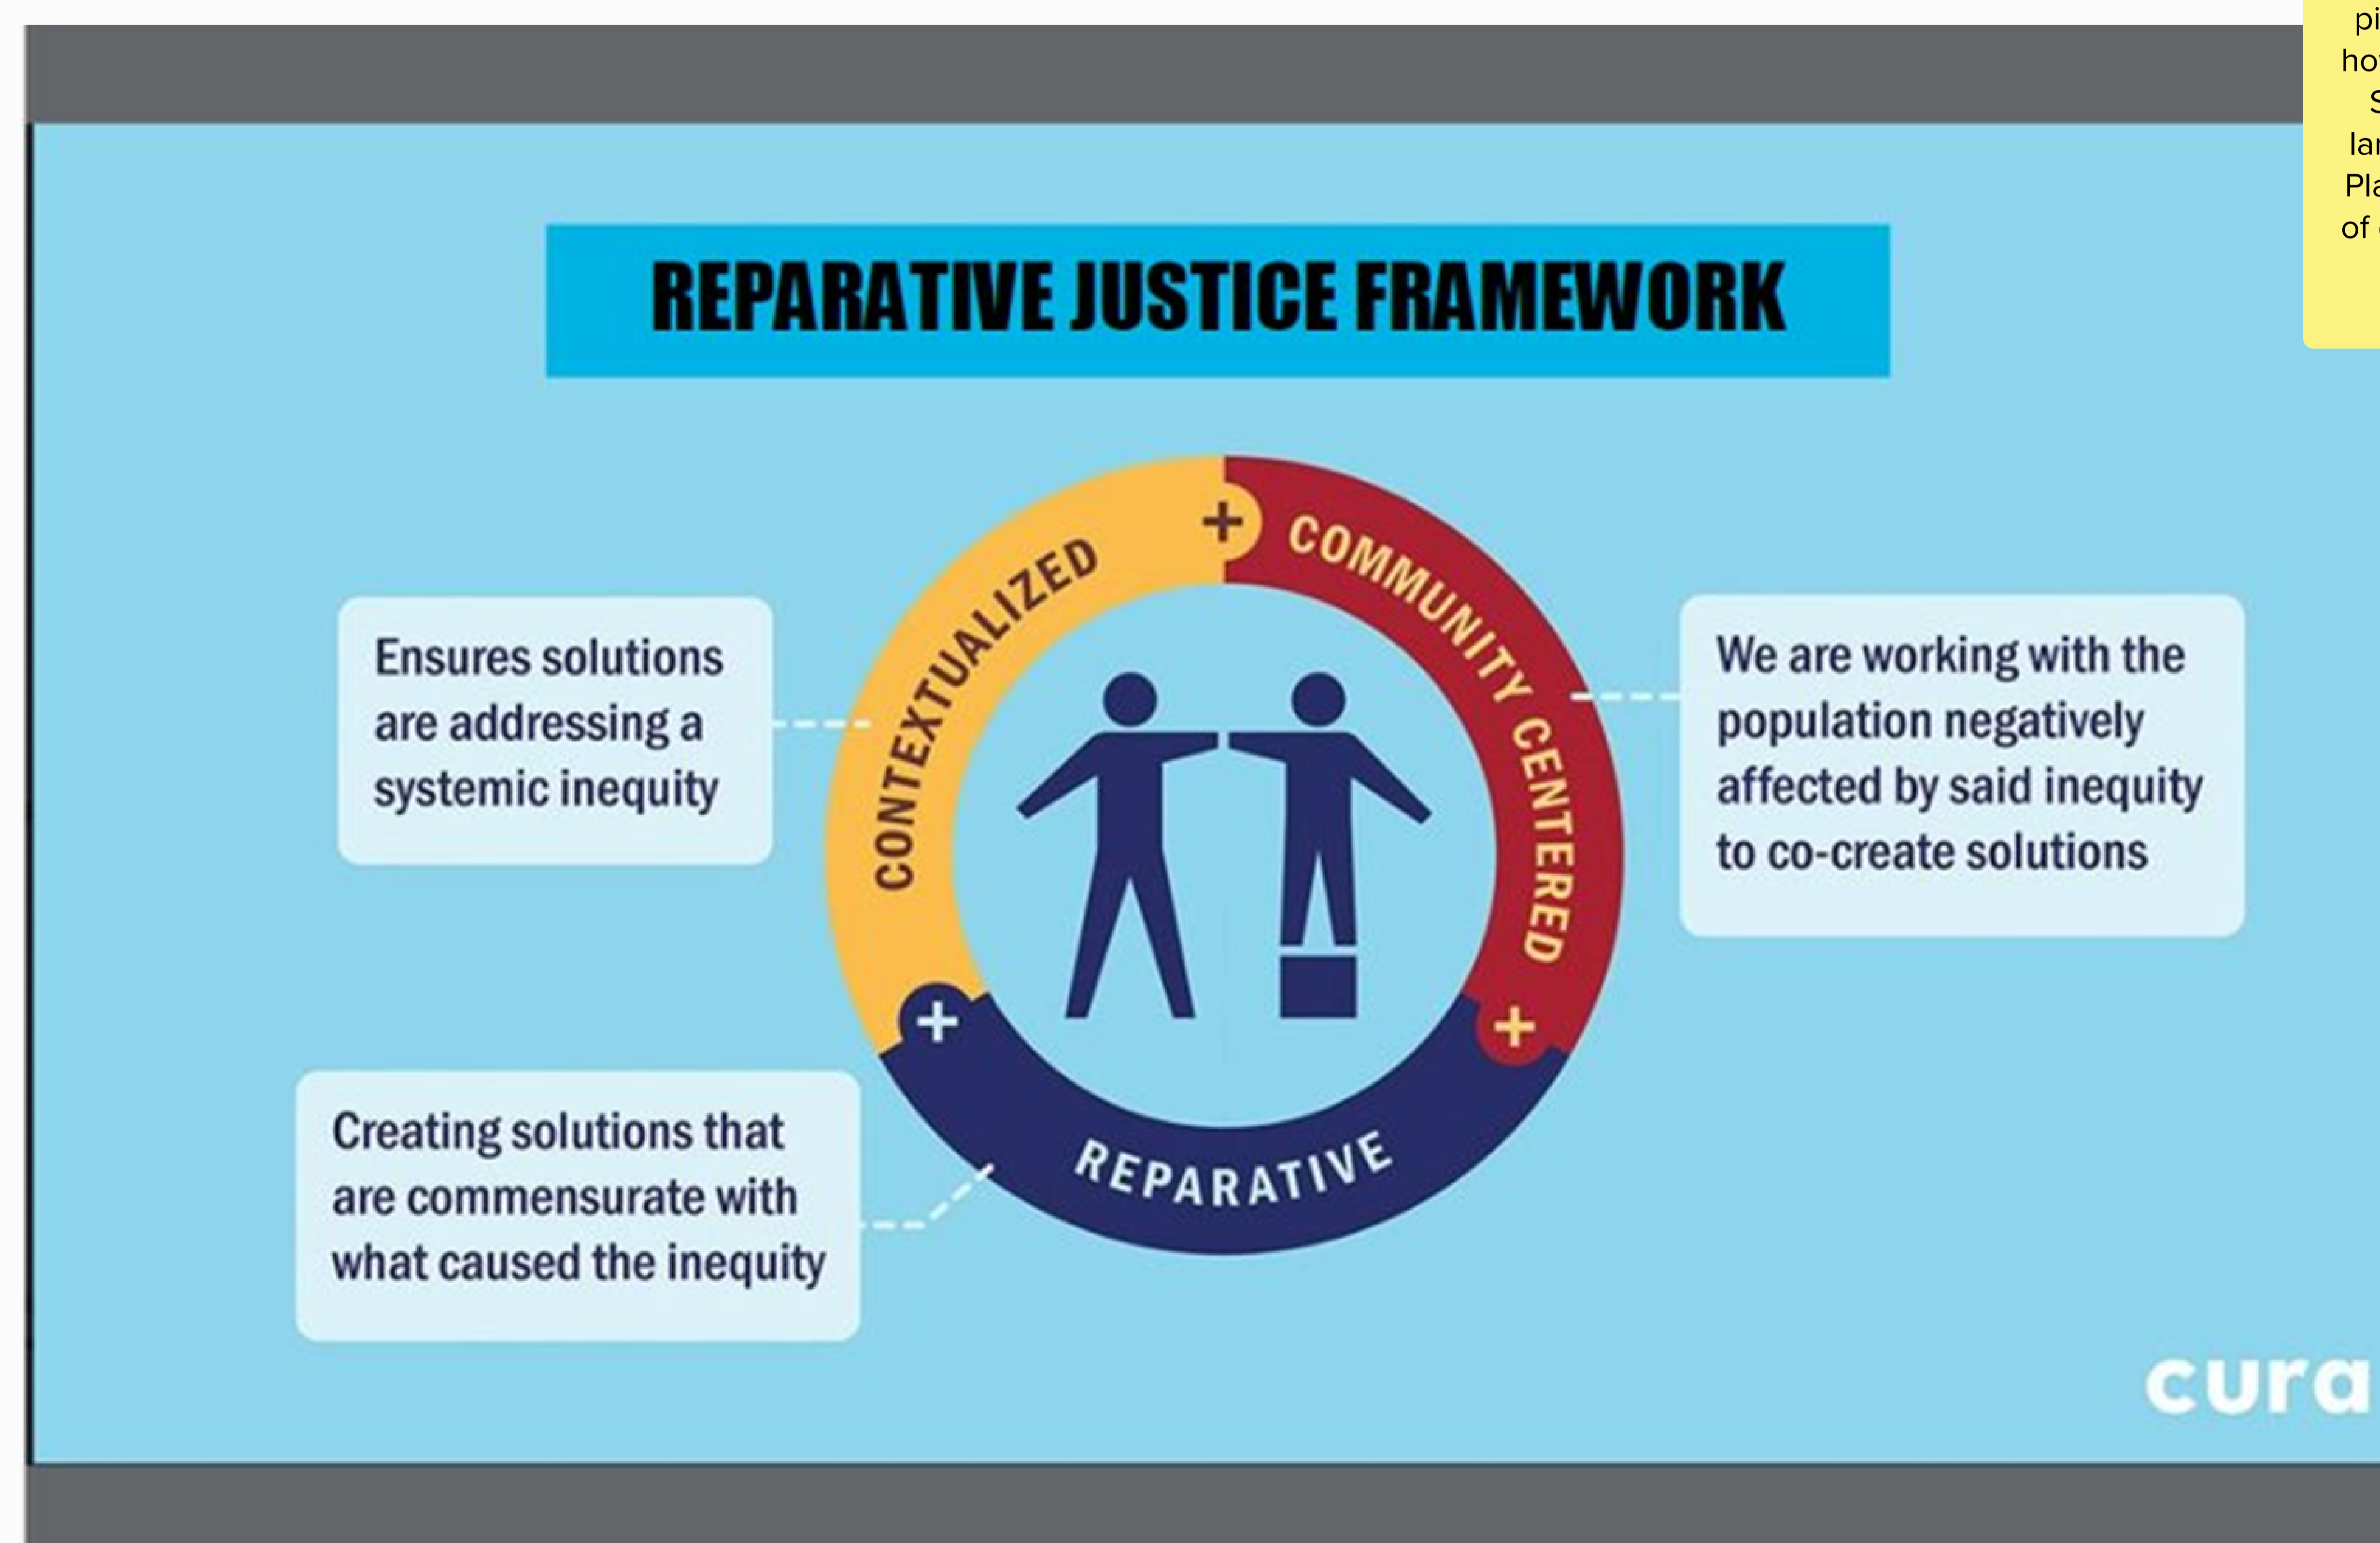 REPARATIVE JUSTICE FRAMEWORK
CONTEXTUALIZED
COMMUNITY CENTERED
REPARATIVE
Ensures solutions
are addressing a
systemic inequity
We are working with the
population negatively
affected by said inequity
to co-create solutions
Creating solutions that
are commensurate with
what caused the inequity
cura
of